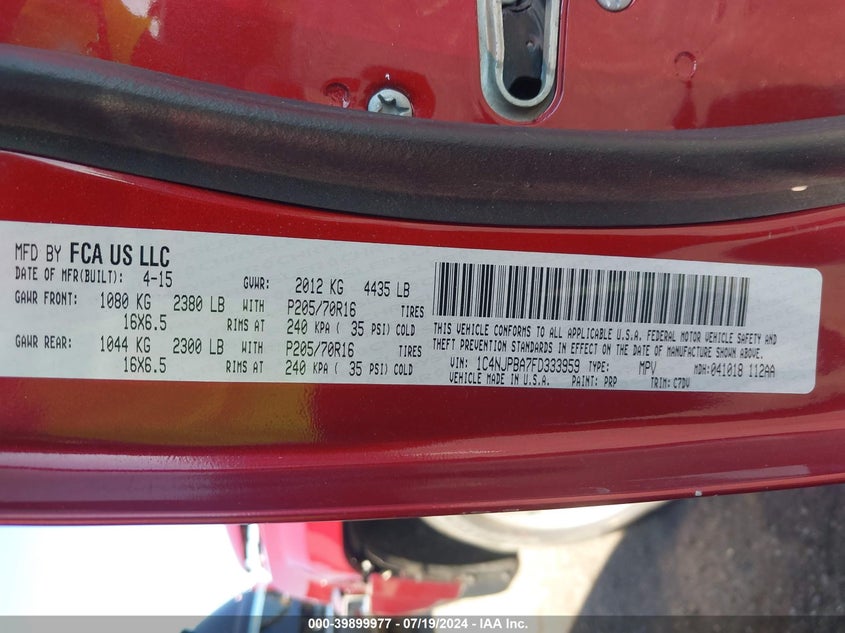 MFD BY FCA US LLC
DATE OF MFR(BUILT): 4-15 GVWR: 2012 KG 4435 LB
GAWR FRONT: 1080 KG 2380 LB WITH P205/70R16 TIRES
16X6.5 RIMS AT 240 KPA ( 35 PSI) COLD
GAWR REAR: 1044 KG 2300 LB WITH P205/70R16 TIRES
16X6.5 RIMS AT 240 KPA ( 35 PSI) COLD
THIS VEHICLE CONFORMS TO ALL APPLICABLE U.S.A. FEDERAL MOTOR VEHICLE SAFETY AND
THEFT PREVENTION STANDARDS IN EFFECT ON THE DATE OF MANUFACTURE SHOWN ABOVE.
VIN: 1C4NJPBA7FD333959 TYPE: MPV MDH: 041018 112AA
VEHICLE MADE IN U.S.A. PAINT: PRP TRIM: C7DV
000-39899977 - 07/19/2024 - IAA Inc.